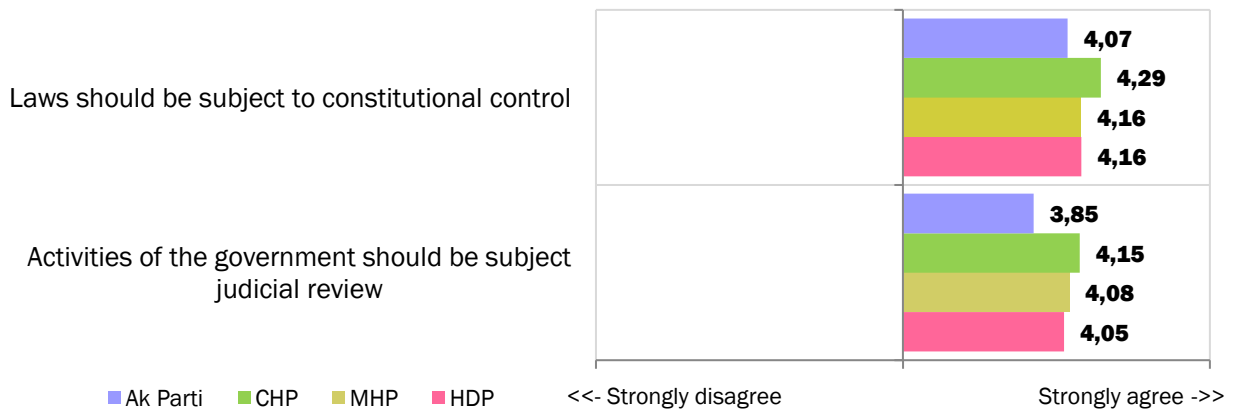 Laws should be subject to constitutional control
4,07
4,29
4,16
4,16
Activities of the government should be subject
judicial review
3,85
4,15
4,08
4,05
Ak Parti CHP MHP HDP <<- Strongly disagree Strongly agree ->>